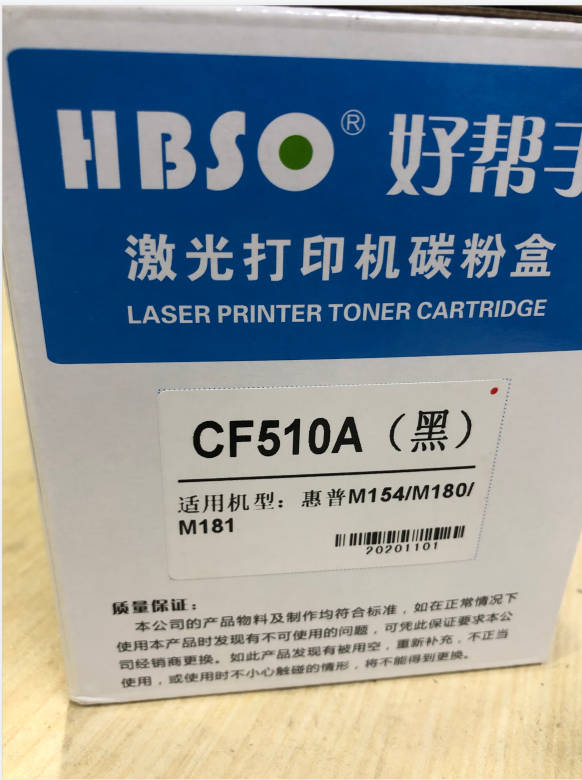 HBSO® 好帮手
激光打印机碳粉盒
LASER PRINTER TONER CARTRIDGE
CF510A（黑）
适用机型：惠普M154/M180/
M181
20201101
质量保证：
本公司的产品物料及制作均符合标准，如在正常情况下
使用本产品时发现有不可使用的问题，可凭此保证要求本公
司经销商更换。如此产品发现有被用空，重新补充，不正当
使用，或使用时不小心触碰的情形，将不能得到更换。